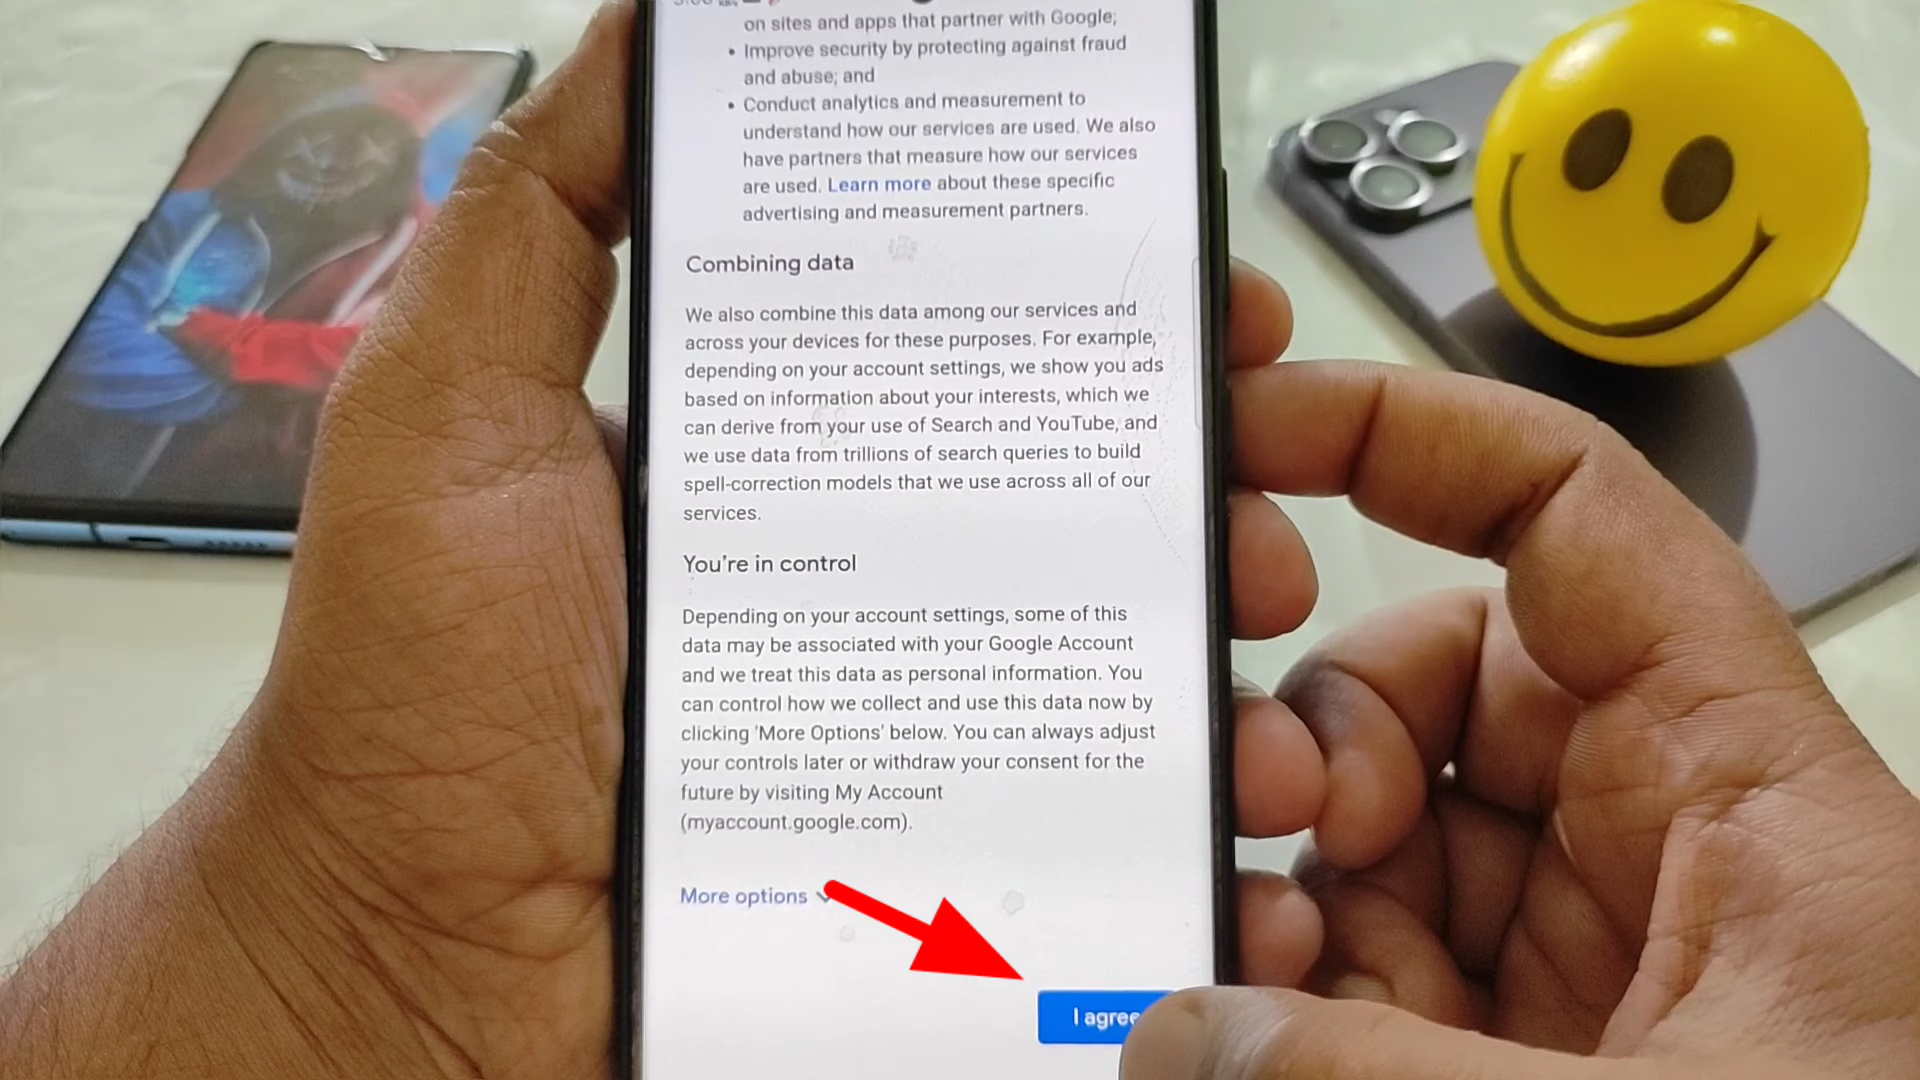 on sites and apps that partner with Google;
• Improve security by protecting against fraud
and abuse; and
• Conduct analytics and measurement to
understand how our services are used. We also
have partners that measure how our services
are used. Learn more about these specific
advertising and measurement partners.
Combining data
We also combine this data among our services and
across your devices for these purposes. For example,
depending on your account settings, we show you ads
based on information about your interests, which we
can derive from your use of Search and YouTube, and
we use data from trillions of search queries to build
spell-correction models that we use across all of our
services.
You're in control
Depending on your account settings, some of this
data may be associated with your Google Account
and we treat this data as personal information. You
can control how we collect and use this data now by
clicking 'More Options' below. You can always adjust
your controls later or withdraw your consent for the
future by visiting My Account
(myaccount.google.com).
More options
I agree